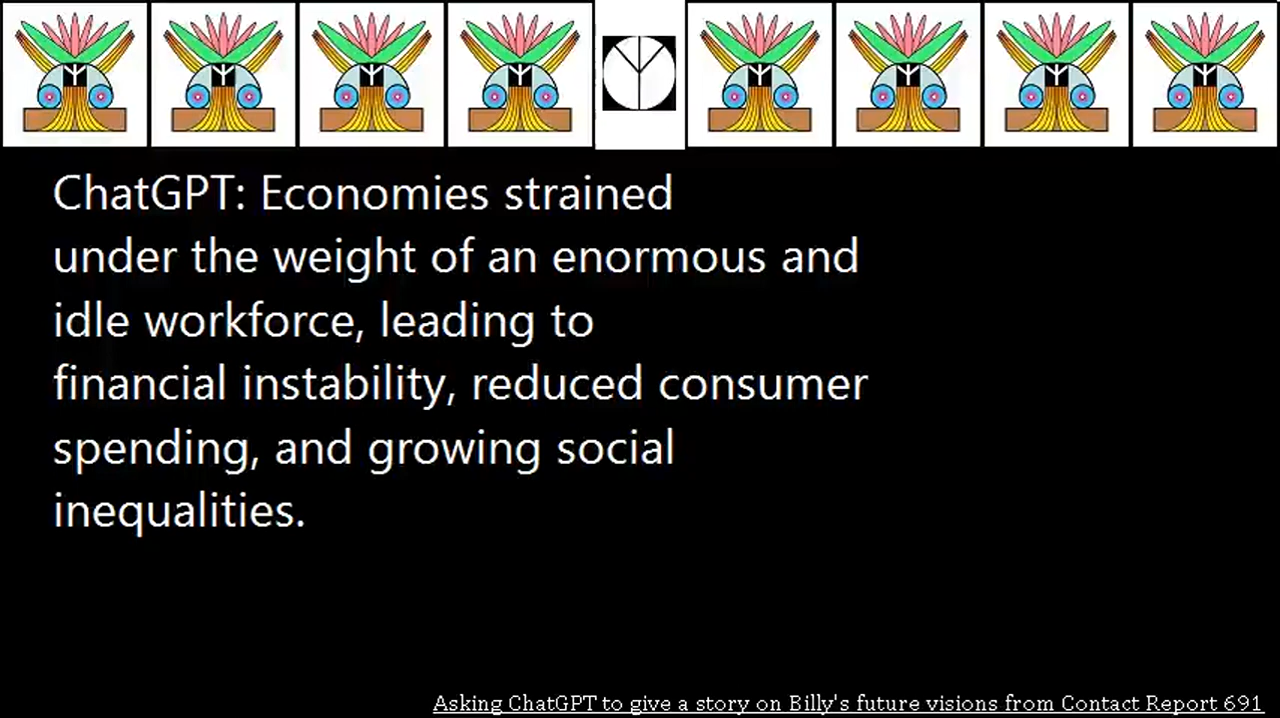 ChatGPT: Economies strained
under the weight of an enormous and
idle workforce, leading to
financial instability, reduced consumer
spending, and growing social
inequalities.
Asking ChatGPT to give a story on Billy's future visions from Contact Report 691